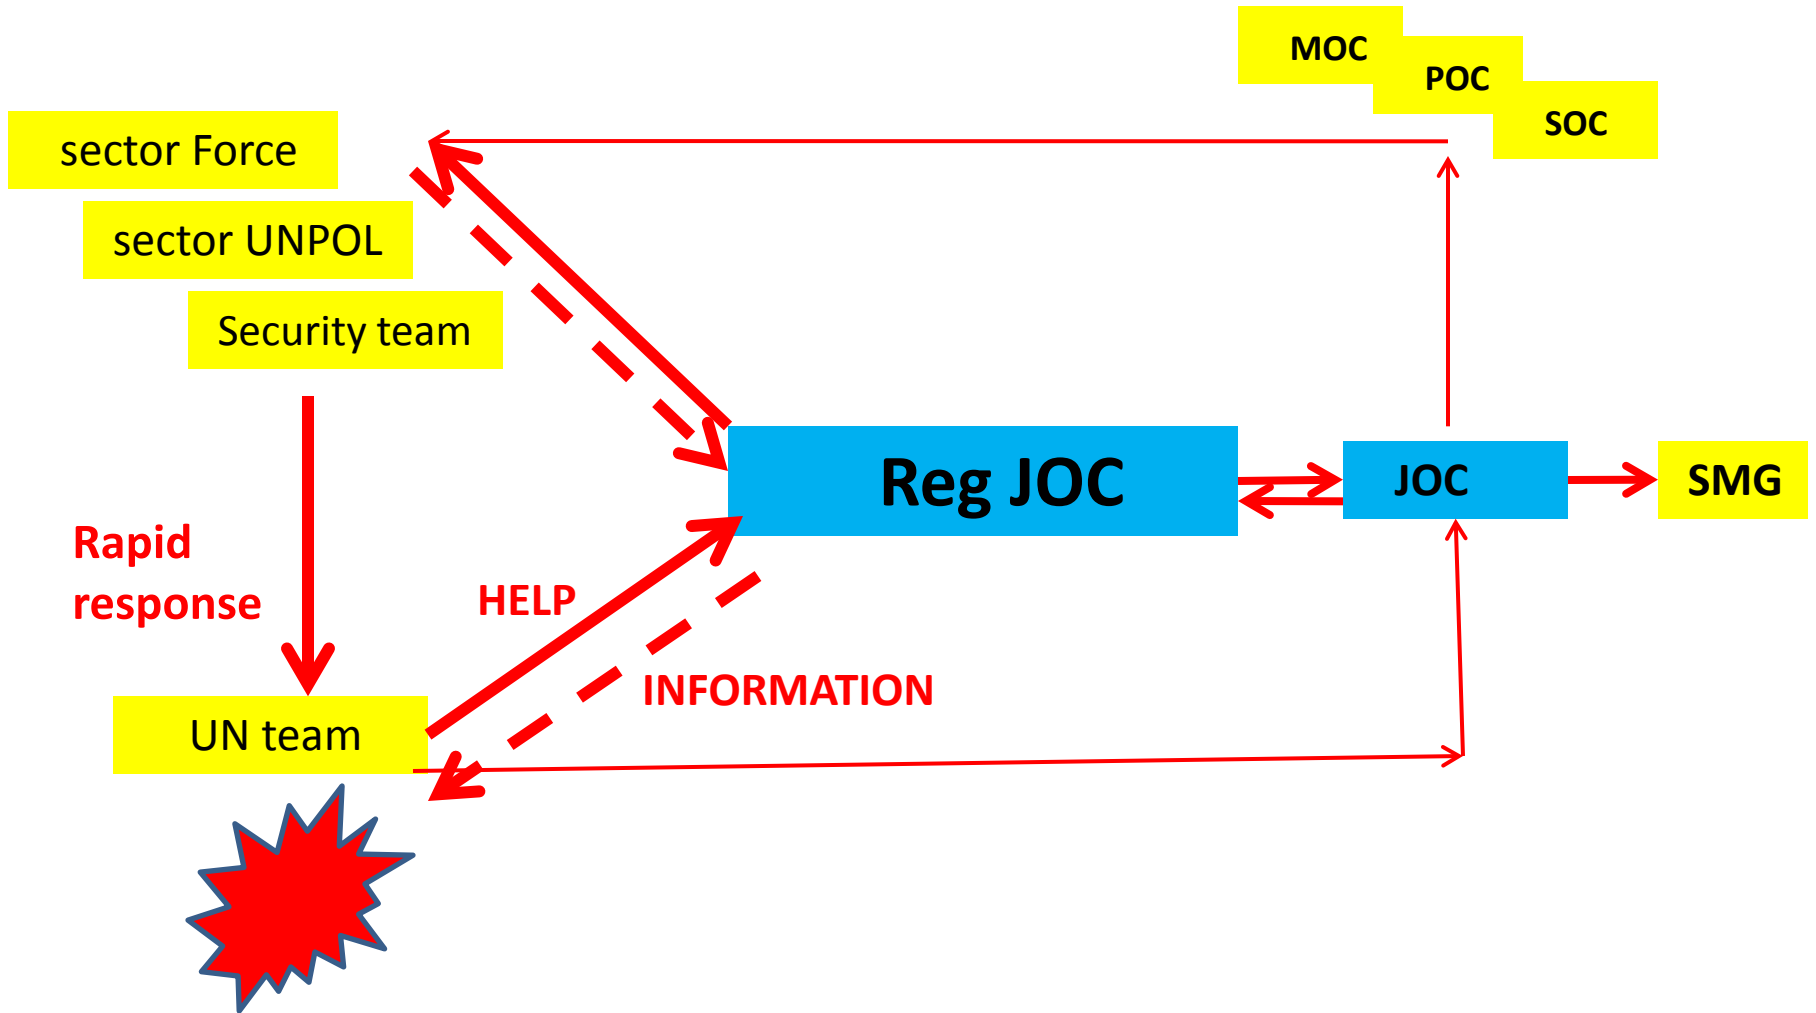 MOC
POC
SOC
sector Force
sector UNPOL
Security team
Reg JOC
JOC
SMG
Rapid
response
HELP
INFORMATION
UN team